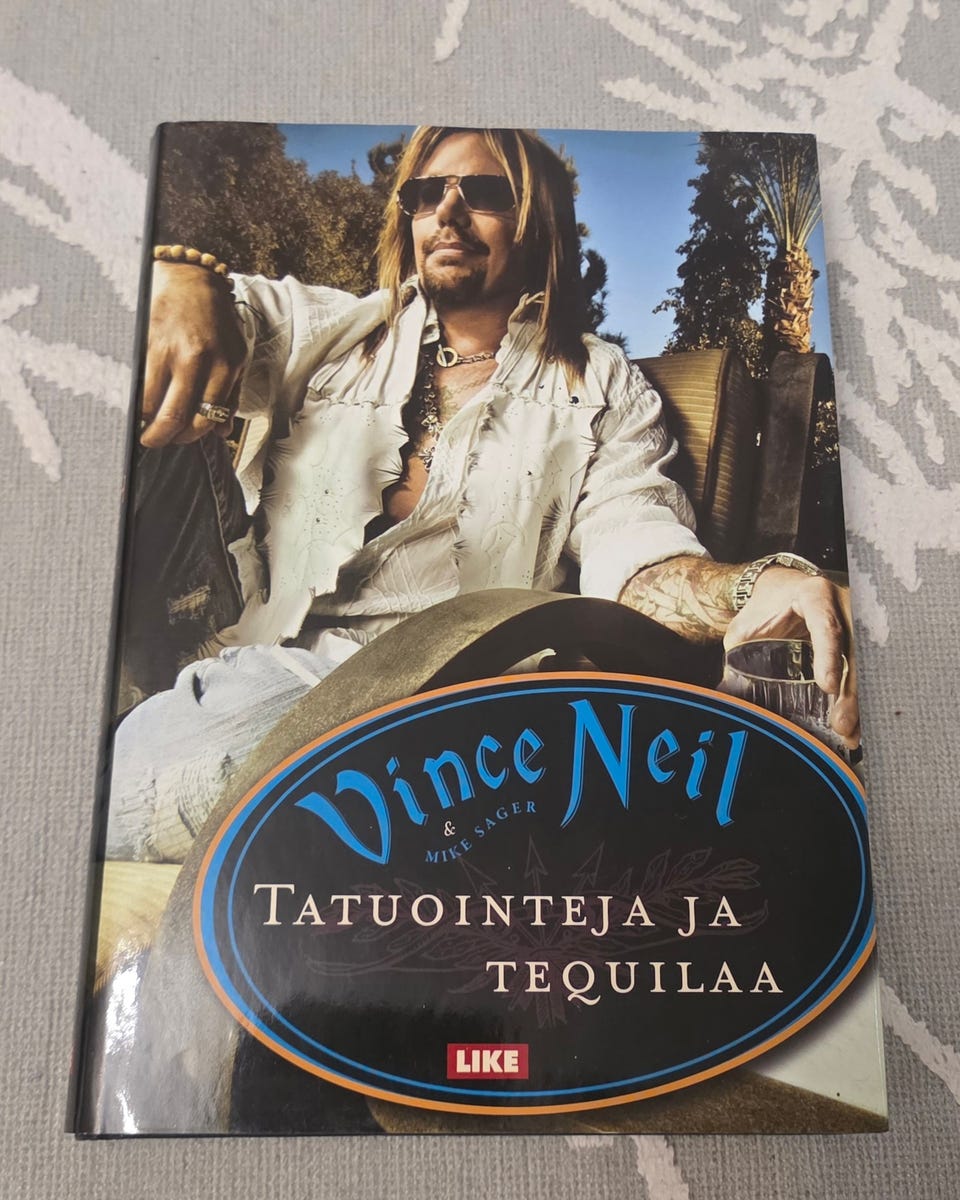 Vince Neil
& MIKE SAGER
TATUOINTEJA JA
TEQUILAA
LIKE